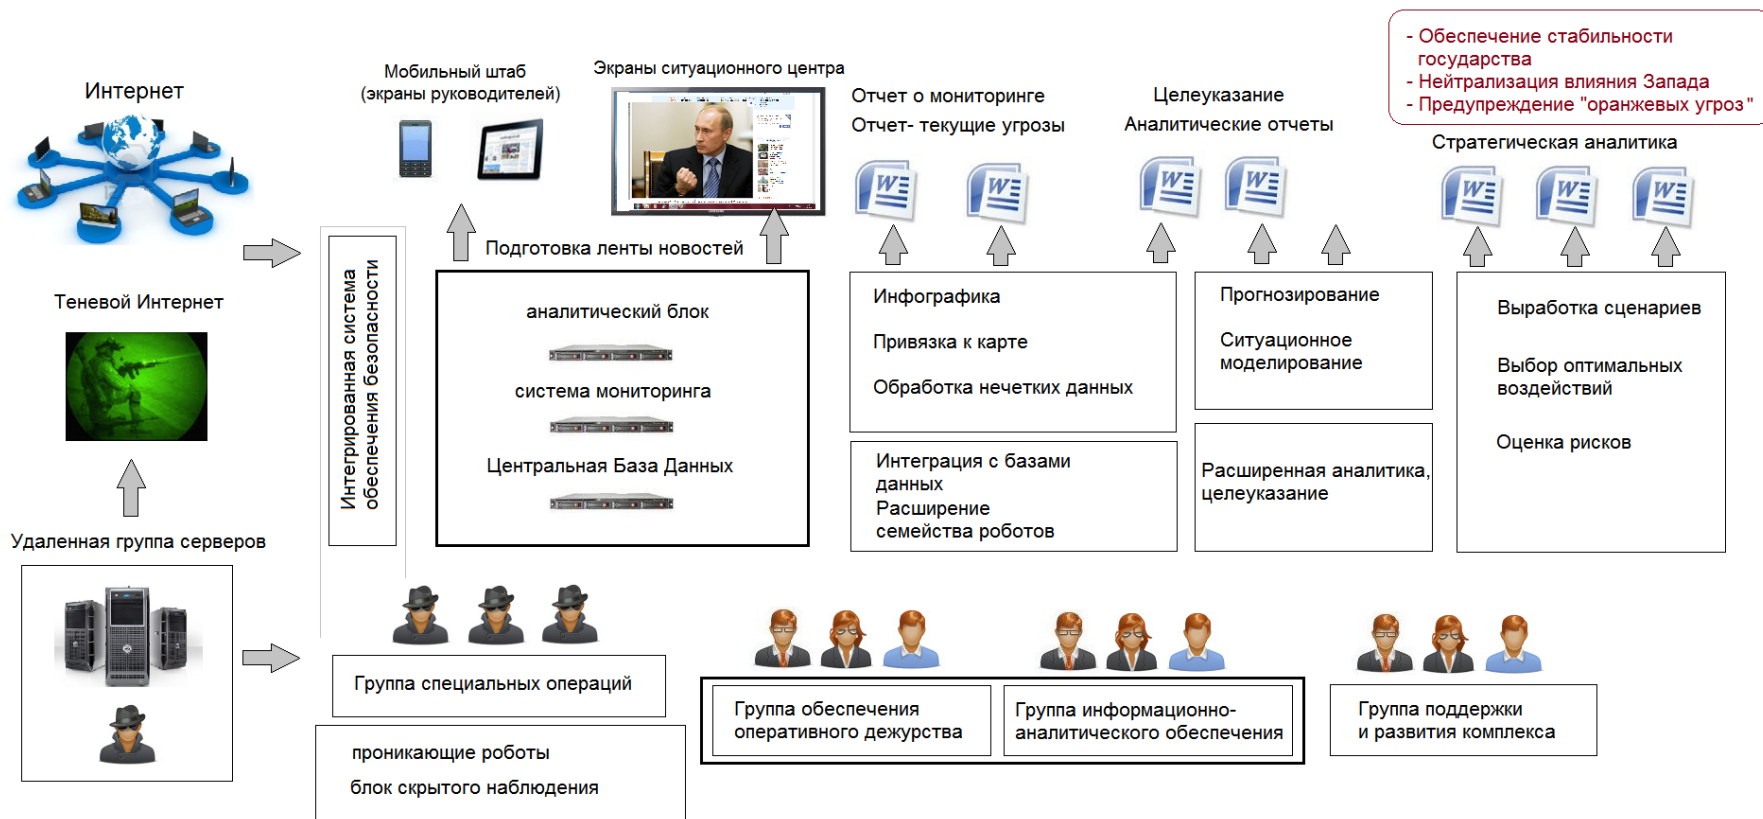 Интернет
Теневой Интернет
Удаленная группа серверов
Интегрированная система
обеспечения безопасности
Мобильный штаб
(экраны руководителей)
Экраны ситуационного центра
Подготовка ленты новостей
аналитический блок
система мониторинга
Центральная База Данных
Отчет о мониторинге
Отчет- текущие угрозы
W
W
Инфографика
Привязка к карте
Обработка нечетких данных
Интеграция с базами
данных
Расширение
семейства роботов
Целеуказание
Аналитические отчеты
W
W
Прогнозирование
Ситуационное
моделирование
Расширенная аналитика,
целеуказание
- Обеспечение стабильности
государства
- Нейтрализация влияния Запада
- Предупреждение "оранжевых угроз"
Стратегическая аналитика
W
W
W
Выработка сценариев
Выбор оптимальных
воздействий
Оценка рисков
Группа специальных операций
проникающие роботы
блок скрытого наблюдения
Группа обеспечения
оперативного дежурства
Группа информационно-
аналитического обеспечения
Группа поддержки
и развития комплекса